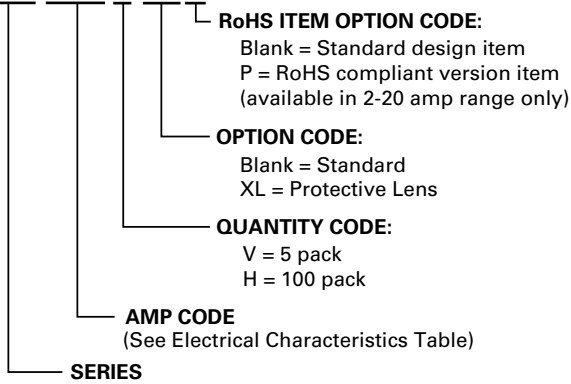 RoHS ITEM OPTION CODE:
Blank = Standard design item
P = RoHS compliant version item
(available in 2-20 amp range only)
OPTION CODE:
Blank = Standard
XL = Protective Lens
QUANTITY CODE:
V = 5 pack
H = 100 pack
AMP CODE
(See Electrical Characteristics Table)
SERIES